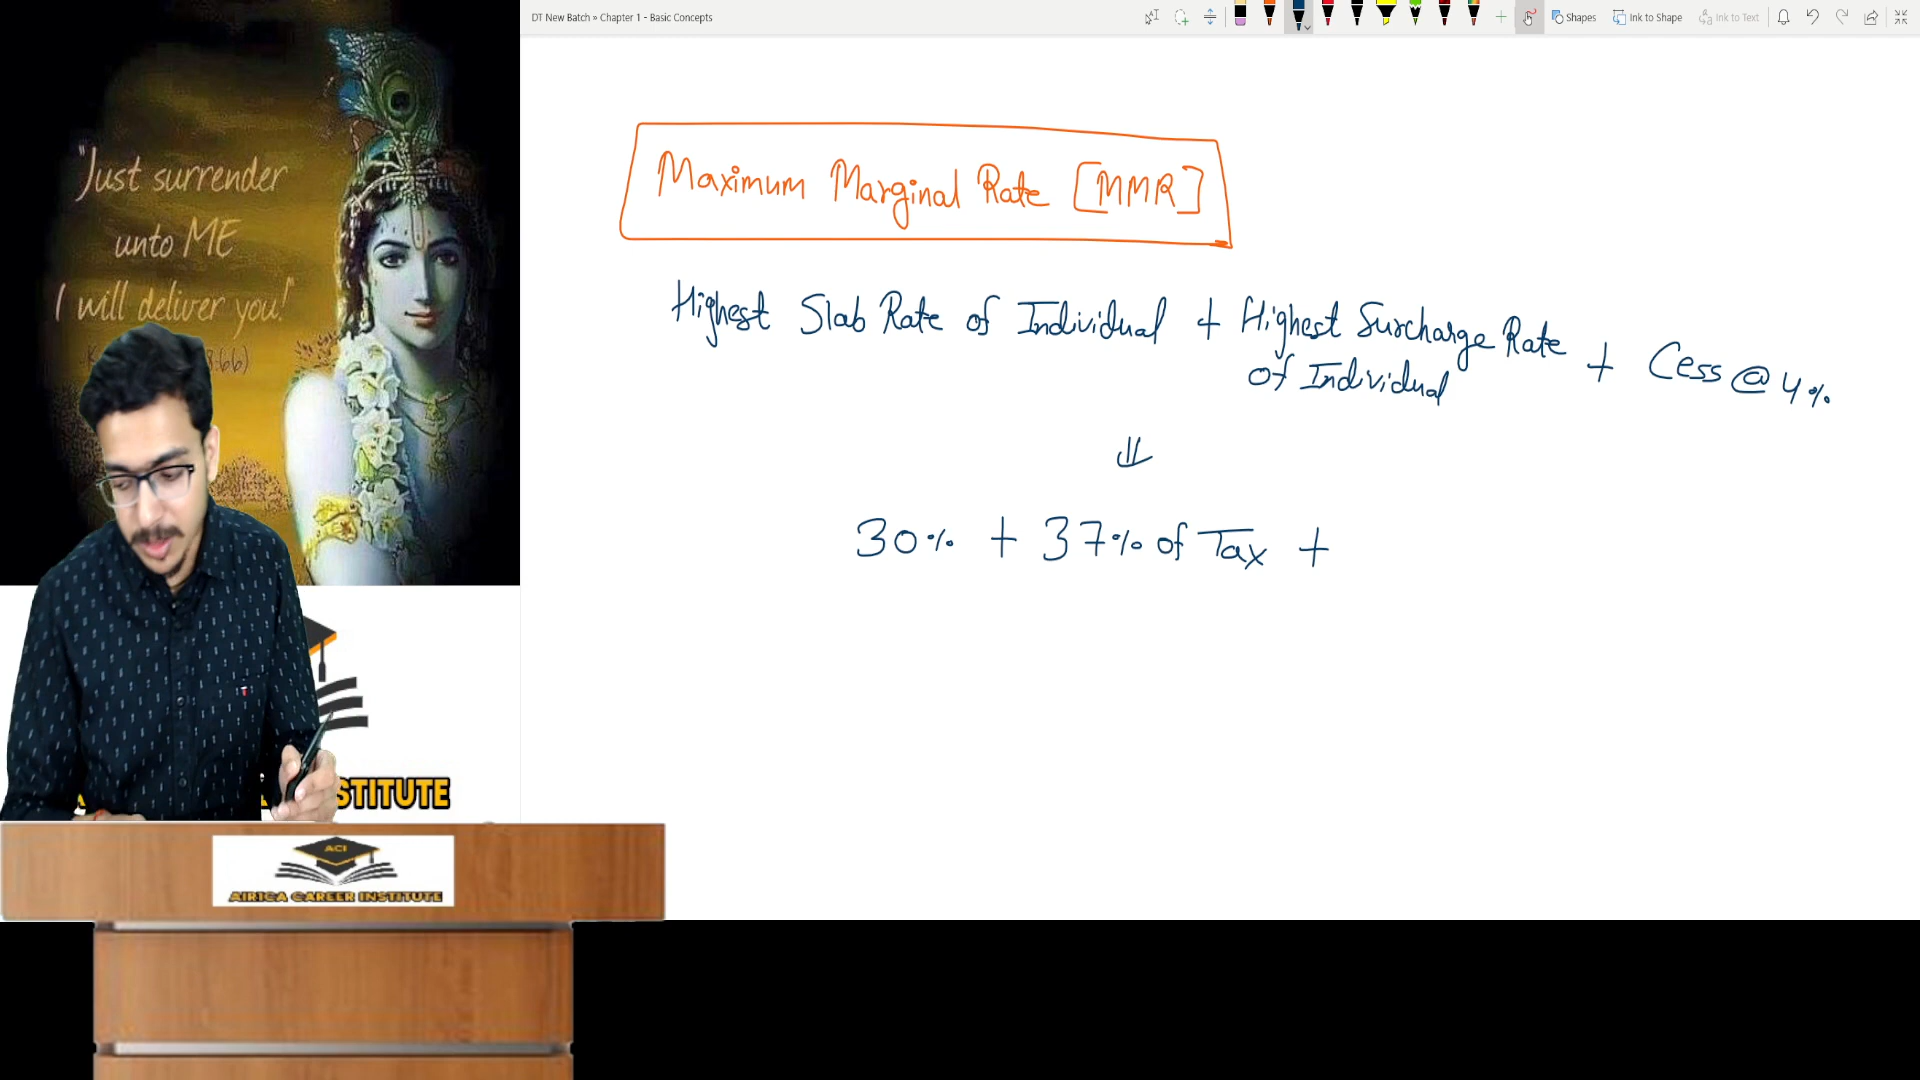 DT New Batch » Chapter 1 - Basic Concepts
Shapes
Ink to Shape
Ink to Text
"Just surrender
unto ME
I will deliver you!"
Maximum Marginal Rate [MMR]
Highest Slab Rate of Individual + Highest Surcharge Rate of Individual + Cess @ 4%
⇓
30% + 37% of Tax +
STITUTE
ACI
AIRICA CAREER INSTITUTE